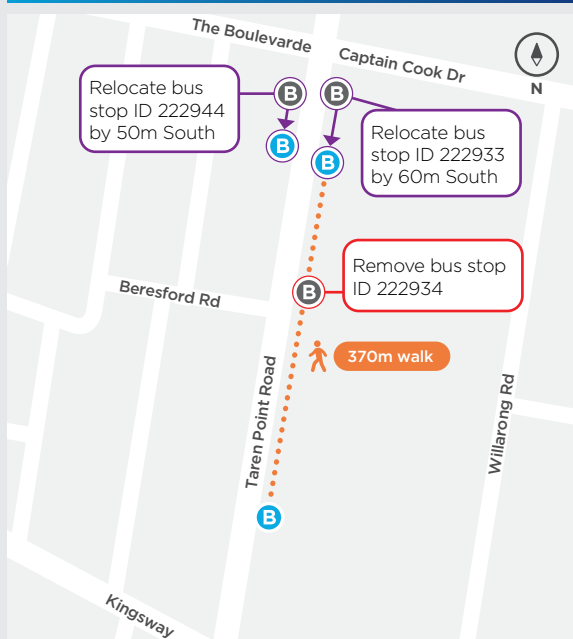 The Boulevarde
Captain Cook Dr
N
B
B
Relocate bus
stop ID 222944
by 50m South
B
B
Relocate bus
stop ID 222933
by 60m South
Remove bus stop
ID 222934
B
Beresford Rd
370m walk
Taren Point Road
Willarong Rd
B
Kingsway